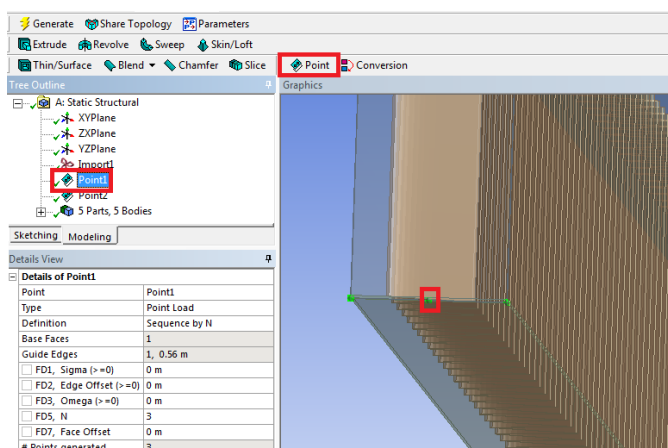 Generate Share Topology Parameters
Extrude Revolve Sweep Skin/Loft
Thin/Surface Blend Chamfer Slice Point Conversion
Tree Outline
Graphics
A: Static Structural
XYPlane
ZXPlane
YZPlane
Import1
Point1
Point2
5 Parts, 5 Bodies
Sketching Modeling
Details View
Details of Point1
Point Point1
Type Point Load
Definition Sequence by N
Base Faces 1
Guide Edges 1, 0.56 m
FD1, Sigma (>=0) 0 m
FD2, Edge Offset (>=0) 0 m
FD3, Omega (>=0) 0 m
FD5, N 3
FD7, Face Offset 0 m
# Points generated 3